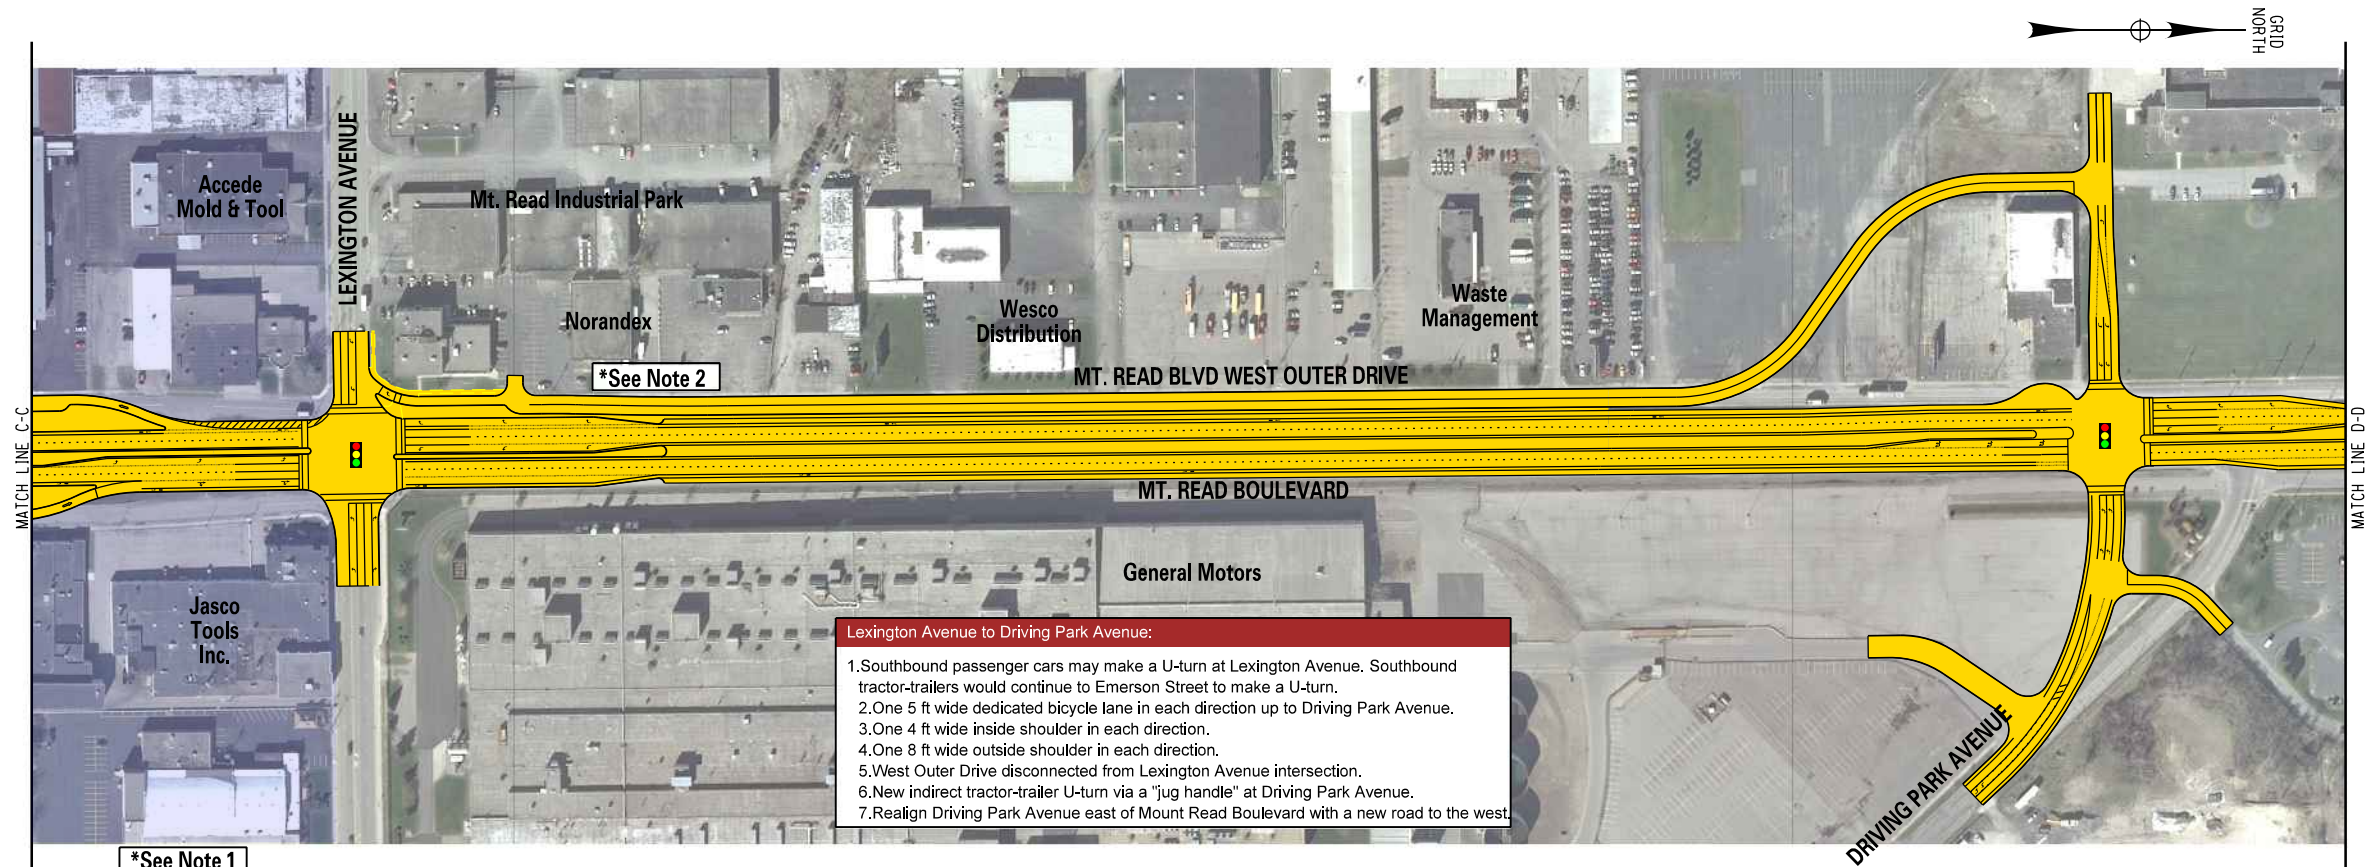 GRID
NORTH
LEXINGTON AVENUE
Accede
Mold & Tool
Mt. Read Industrial Park
Norandex
*See Note 2
Wesco
Distribution
Waste
Management
MT. READ BLVD WEST OUTER DRIVE
MATCH LINE C-C
MATCH LINE D-D
MT. READ BOULEVARD
General Motors
Jasco
Tools
Inc.
Lexington Avenue to Driving Park Avenue:
1.Southbound passenger cars may make a U-turn at Lexington Avenue. Southbound
tractor-trailers would continue to Emerson Street to make a U-turn.
2.One 5 ft wide dedicated bicycle lane in each direction up to Driving Park Avenue.
3.One 4 ft wide inside shoulder in each direction.
4.One 8 ft wide outside shoulder in each direction.
5.West Outer Drive disconnected from Lexington Avenue intersection.
6.New indirect tractor-trailer U-turn via a "jug handle" at Driving Park Avenue.
7.Realign Driving Park Avenue east of Mount Read Boulevard with a new road to the west.
DRIVING PARK AVENUE
*See Note 1